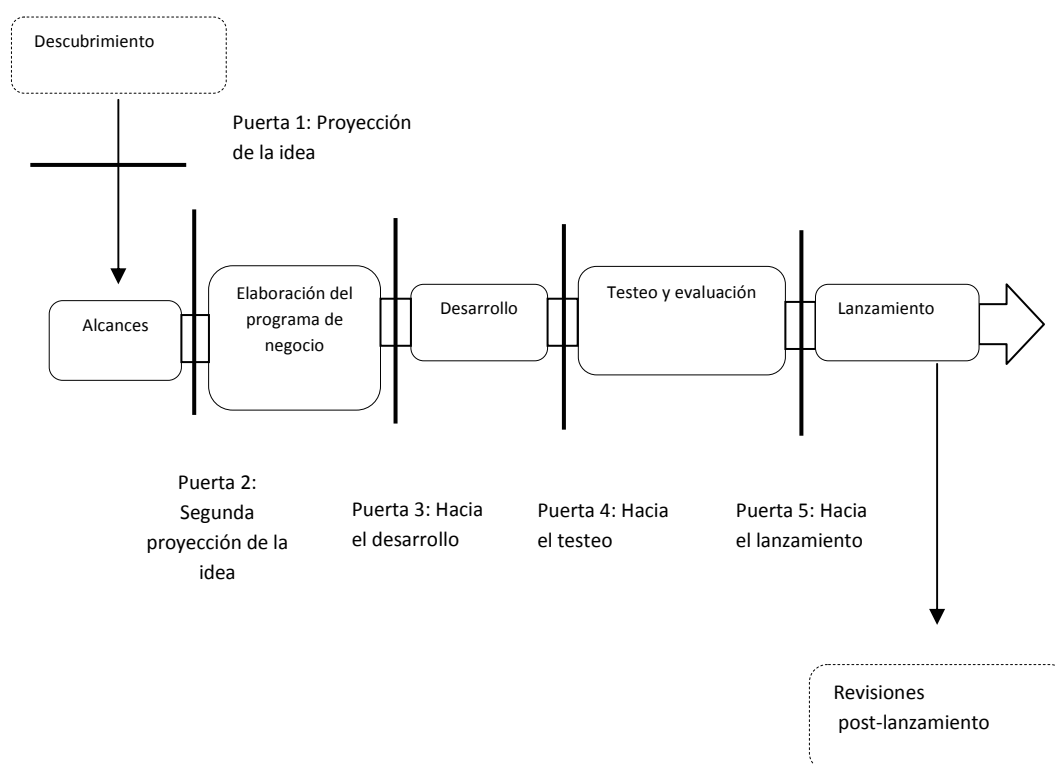 Descubrimiento
Puerta 1: Proyección
de la idea
Alcances
Elaboración del
programa de
negocio
Desarrollo
Testeo y evaluación
Lanzamiento
Puerta 2:
Segunda
proyección de la
idea
Puerta 3: Hacia
el desarrollo
Puerta 4: Hacia
el testeo
Puerta 5: Hacia
el lanzamiento
Revisiones
post-lanzamiento